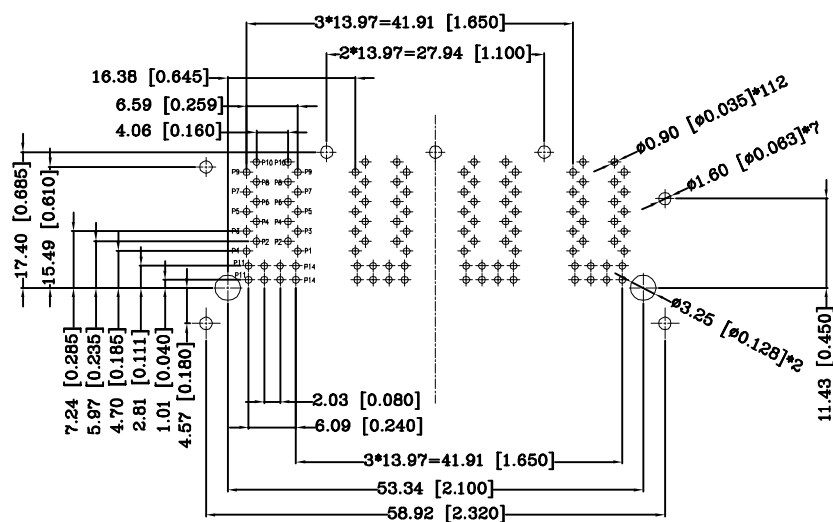 3*13.97=41.91 [1.650]
2*13.97=27.94 [1.100]
16.38 [0.645]
6.59 [0.259]
4.06 [0.160]
ø0.90 [ø0.035]*112
ø1.60 [ø0.063]*7
ø3.25 [ø0.128]*2
17.40 [0.685]
15.49 [0.610]
P10 P10
P9 P9
P8 P8
P7 P7
P6 P6
P5 P5
P4 P4
P3
P2 P2
P1
P11 P14
P11 P14
7.24 [0.285]
5.97 [0.235]
4.70 [0.185]
2.81 [0.111]
1.01 [0.040]
4.57 [0.180]
11.43 [0.450]
2.03 [0.080]
6.09 [0.240]
3*13.97=41.91 [1.650]
53.34 [2.100]
58.92 [2.320]